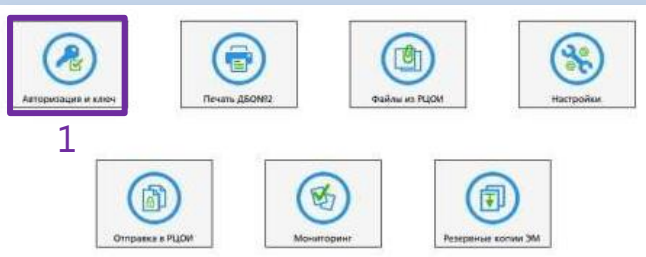 Авторизация и ключ
Печать ДБО№2
Файлы из РЦОИ
Настройки
1
Отправка в РЦОИ
Мониторинг
Резервные копии ЭМ